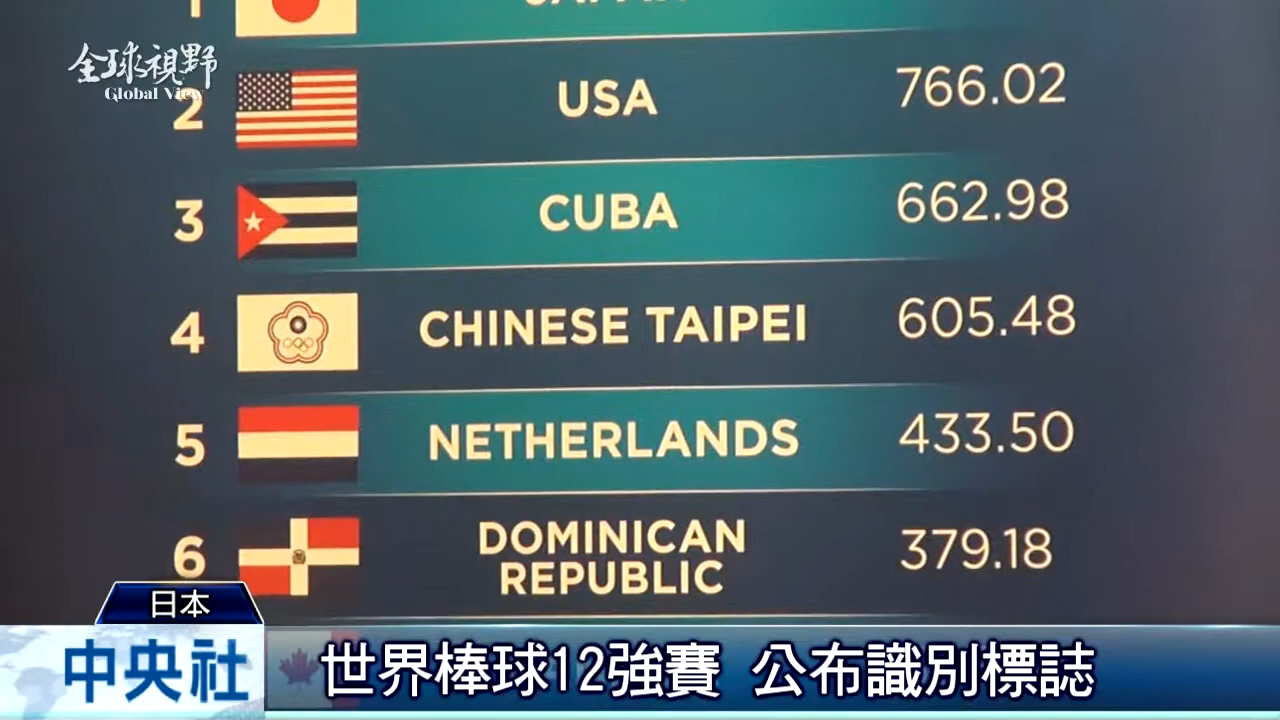 全球視野
Global View
2 USA 766.02
3 CUBA 662.98
4 CHINESE TAIPEI 605.48
5 NETHERLANDS 433.50
6 DOMINICAN REPUBLIC 379.18
日本
中央社
世界棒球12強賽 公布識別標誌